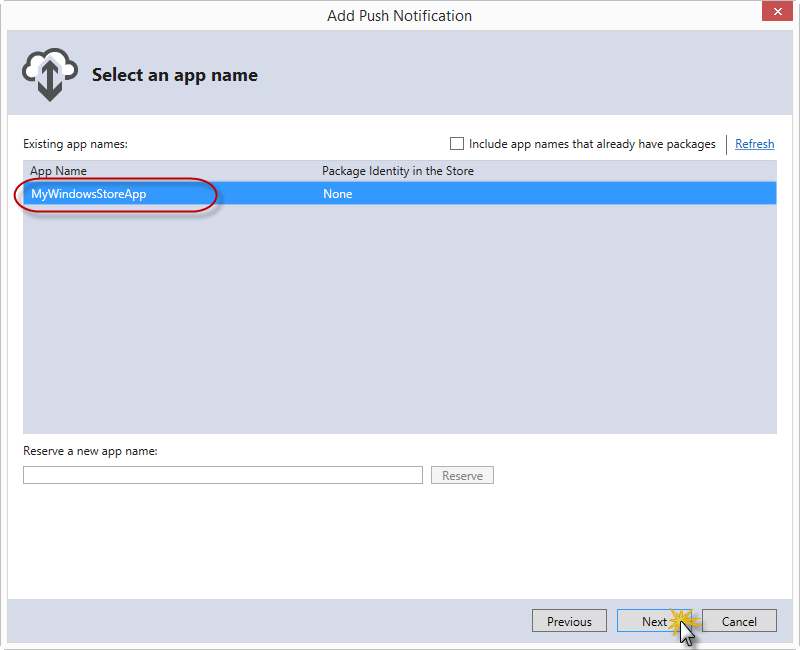 Add Push Notification
Select an app name
Existing app names:
Include app names that already have packages
Refresh
App Name Package Identity in the Store
MyWindowsStoreApp None
Reserve a new app name:
Reserve
Previous Next Cancel